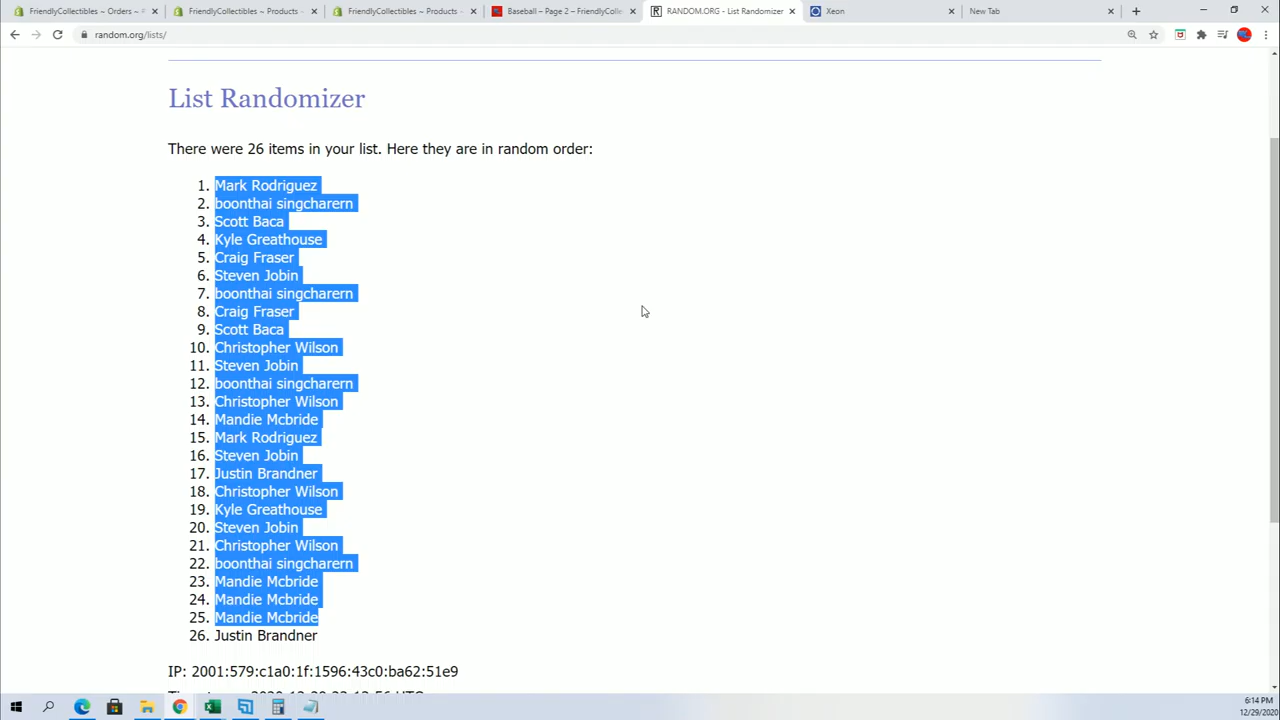 FriendlyCollectibles ~ Orders ~
FriendlyCollectibles ~ Products ~
FriendlyCollectibles ~ Products ~
Baseball – Page 2 – FriendlyColle
RANDOM.ORG - List Randomizer
Xeon
New Tab
random.org/lists/
List Randomizer
There were 26 items in your list. Here they are in random order:
1. Mark Rodriguez
2. boonthai singcharern
3. Scott Baca
4. Kyle Greathouse
5. Craig Fraser
6. Steven Jobin
7. boonthai singcharern
8. Craig Fraser
9. Scott Baca
10. Christopher Wilson
11. Steven Jobin
12. boonthai singcharern
13. Christopher Wilson
14. Mandie Mcbride
15. Mark Rodriguez
16. Steven Jobin
17. Justin Brandner
18. Christopher Wilson
19. Kyle Greathouse
20. Steven Jobin
21. Christopher Wilson
22. boonthai singcharern
23. Mandie Mcbride
24. Mandie Mcbride
25. Mandie Mcbride
26. Justin Brandner
IP: 2001:579:c1a0:1f:1596:43c0:ba62:51e9
6:14 PM
12/29/2020